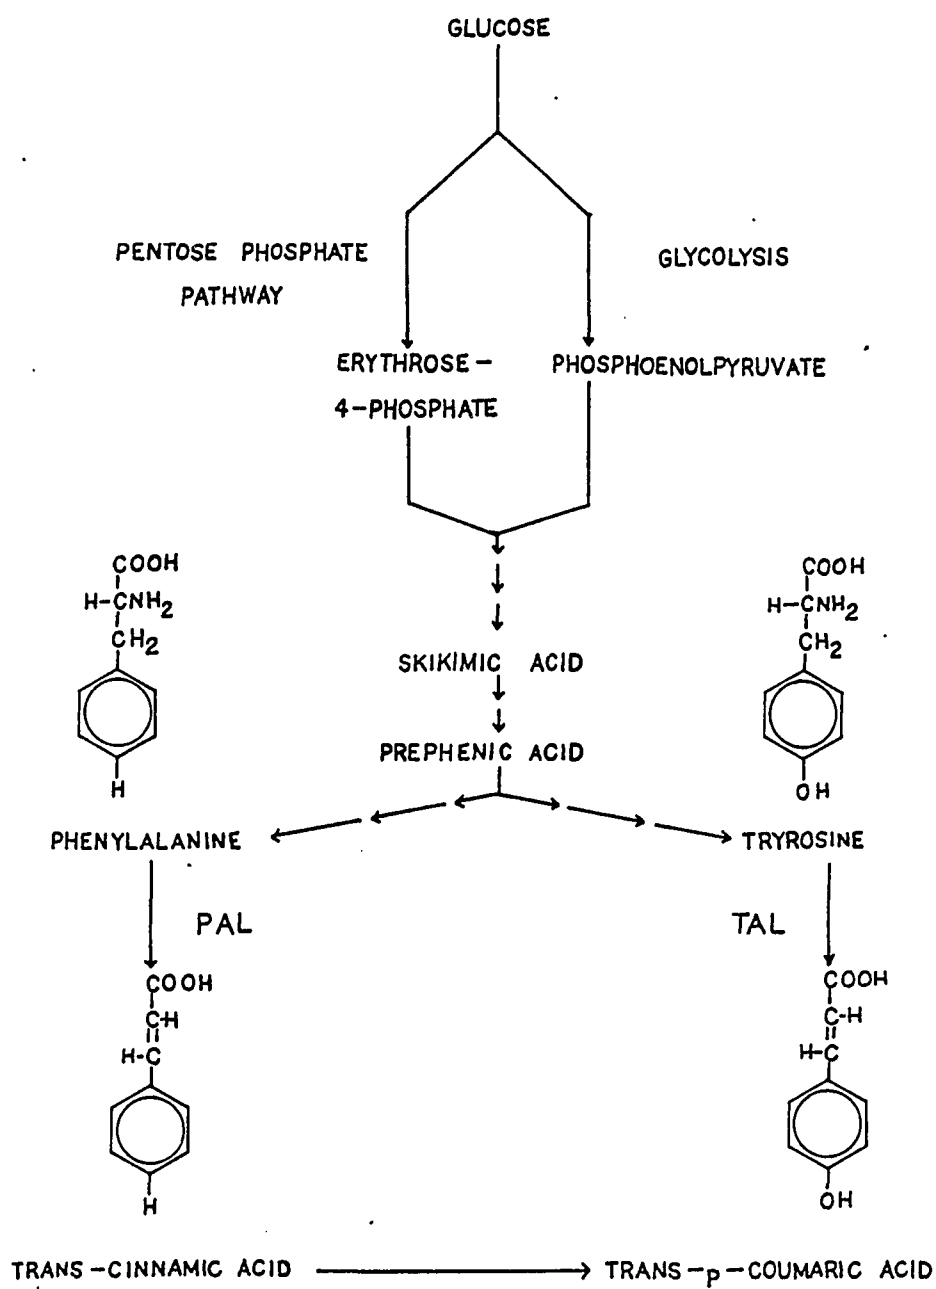 GLUCOSE
PENTOSE PHOSPHATE
PATHWAY
GLYCOLYSIS
ERYTHROSE-
4-PHOSPHATE
PHOSPHOENOLPYRUVATE
COOH
H-CNH2
CH2
H
COOH
H-CNH2
CH2
OH
SKIKIMIC ACID
PREPHENIC ACID
PHENYLALANINE
TRYROSINE
PAL
TAL
COOH
CH
H-C
H
COOH
C-H
H-C
OH
TRANS-CINNAMIC ACID
TRANS-p-COUMARIC ACID